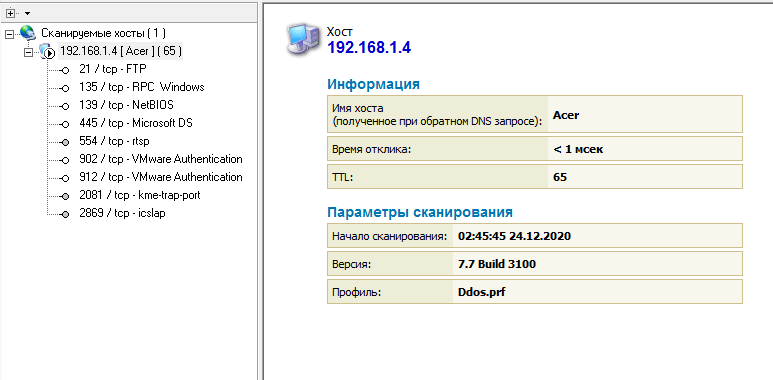 Сканируемые хосты ( 1 )
192.168.1.4 [ Acer ] ( 65 )
21 / tcp - FTP
135 / tcp - RPC Windows
139 / tcp - NetBIOS
445 / tcp - Microsoft DS
554 / tcp - rtsp
902 / tcp - VMware Authentication
912 / tcp - VMware Authentication
2081 / tcp - kme-trap-port
2869 / tcp - icslap
Хост
192.168.1.4
Информация
Имя хоста
(полученное при обратном DNS запросе): Acer
Время отклика: < 1 мсек
TTL: 65
Параметры сканирования
Начало сканирования: 02:45:45 24.12.2020
Версия: 7.7 Build 3100
Профиль: Ddos.prf